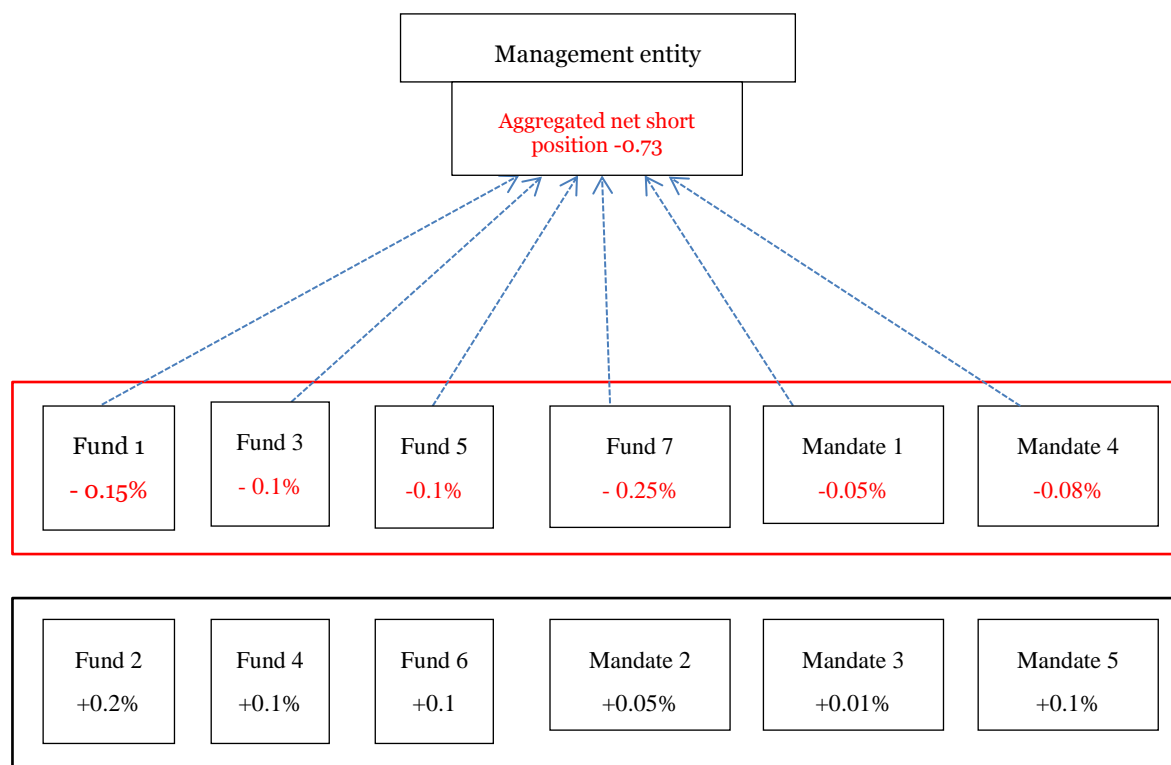 Management entity
Aggregated net short
position -0.73
Fund 1
- 0.15%
Fund 3
- 0.1%
Fund 5
-0.1%
Fund 7
- 0.25%
Mandate 1
-0.05%
Mandate 4
-0.08%
Fund 2
+0.2%
Fund 4
+0.1%
Fund 6
+0.1
Mandate 2
+0.05%
Mandate 3
+0.01%
Mandate 5
+0.1%